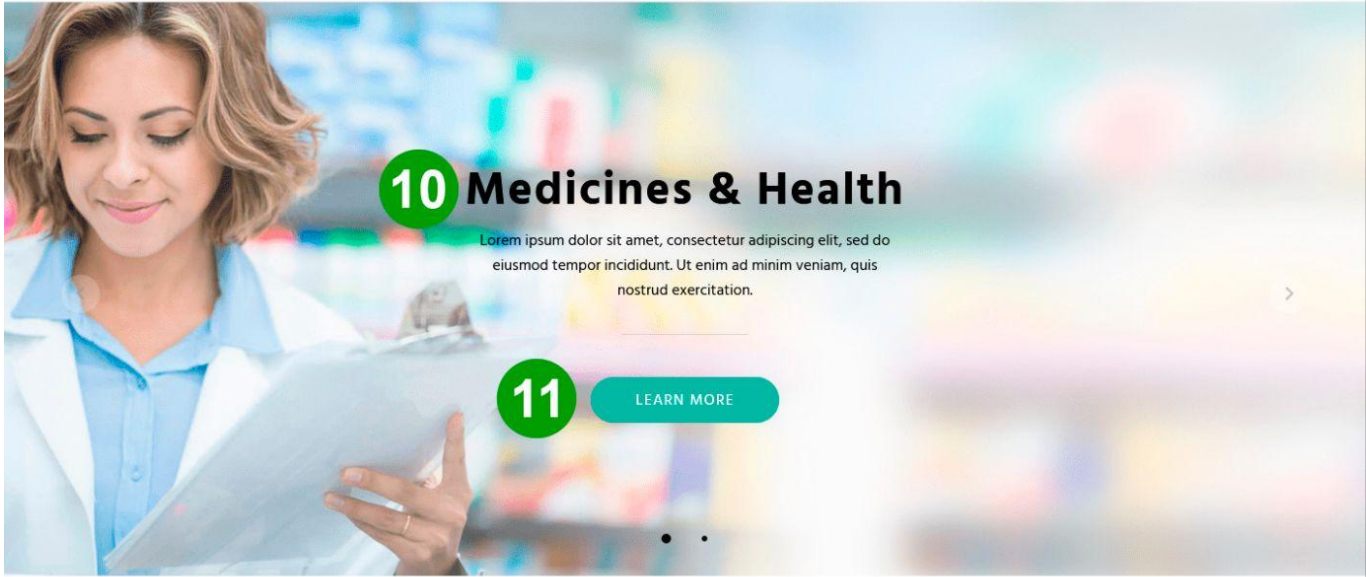 10 Medicines & Health
Lorem ipsum dolor sit amet, consectetur adipiscing elit, sed do
eiusmod tempor incididunt. Ut enim ad minim veniam, quis
nostrud exercitation.
11 LEARN MORE